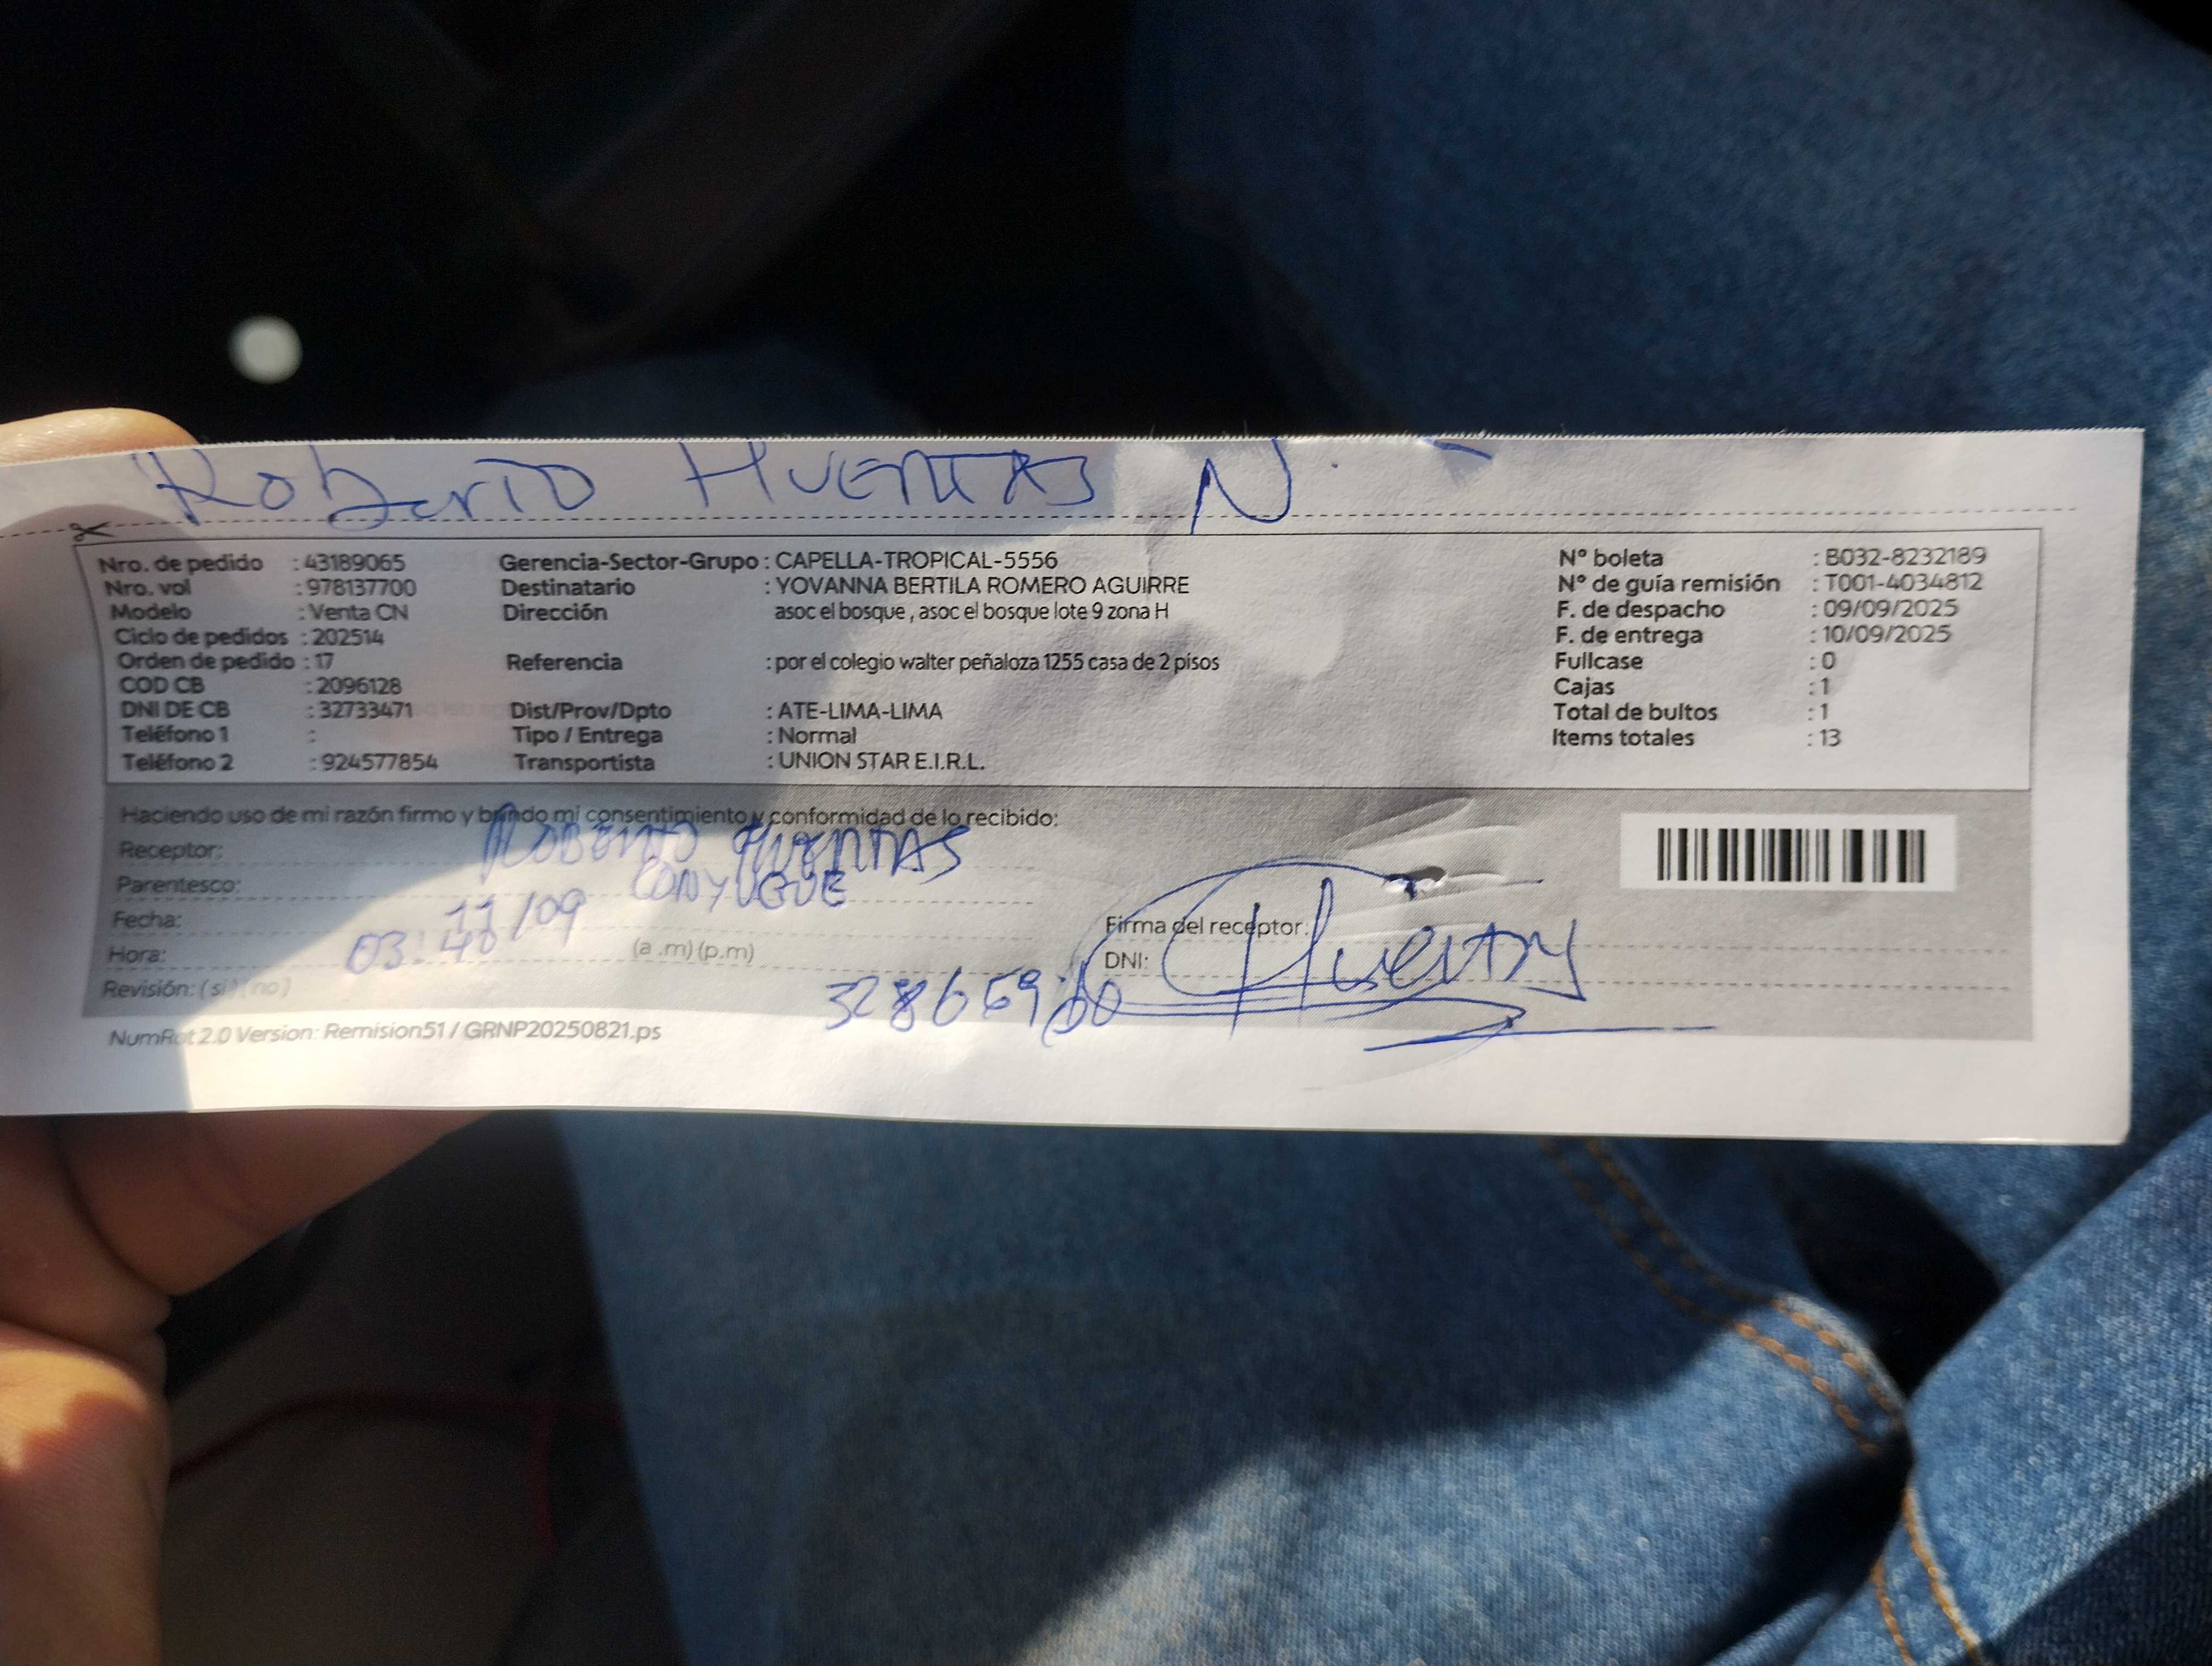 Roberto HUERTAS N.
Nro. de pedido : 43189065 Gerencia-Sector-Grupo : CAPELLA-TROPICAL-5556 N° boleta : B032-8232189
Nro. vol : 978137700 Destinatario : YOVANNA BERTILA ROMERO AGUIRRE N° de guía remisión : T001-4034812
Modelo : Venta CN Dirección asoc el bosque , asoc el bosque lote 9 zona H F. de despacho : 09/09/2025
Ciclo de pedidos : 202514 F. de entrega : 10/09/2025
Orden de pedido : 17 Referencia : por el colegio walter peñaloza 1255 casa de 2 pisos Fullcase : 0
COD CB : 2096128 Cajas : 1
DNI DE CB : 32733471 Dist/Prov/Dpto : ATE-LIMA-LIMA Total de bultos : 1
Teléfono 1 : Tipo / Entrega : Normal Items totales : 13
Teléfono 2 : 924577854 Transportista : UNION STAR E.I.R.L.
Haciendo uso de mi razón firmo y brindo mi consentimiento y conformidad de lo recibido:
Receptor: ROBERTO HUERTAS
Parentesco: CONYUGUE
Fecha: 11/09 Firma del receptor: Huertas
Hora: 03:40 (a .m) (p.m) DNI:
Revisión: ( si ) ( no )
NumRot 2.0 Version: Remision51 / GRNP20250821.ps